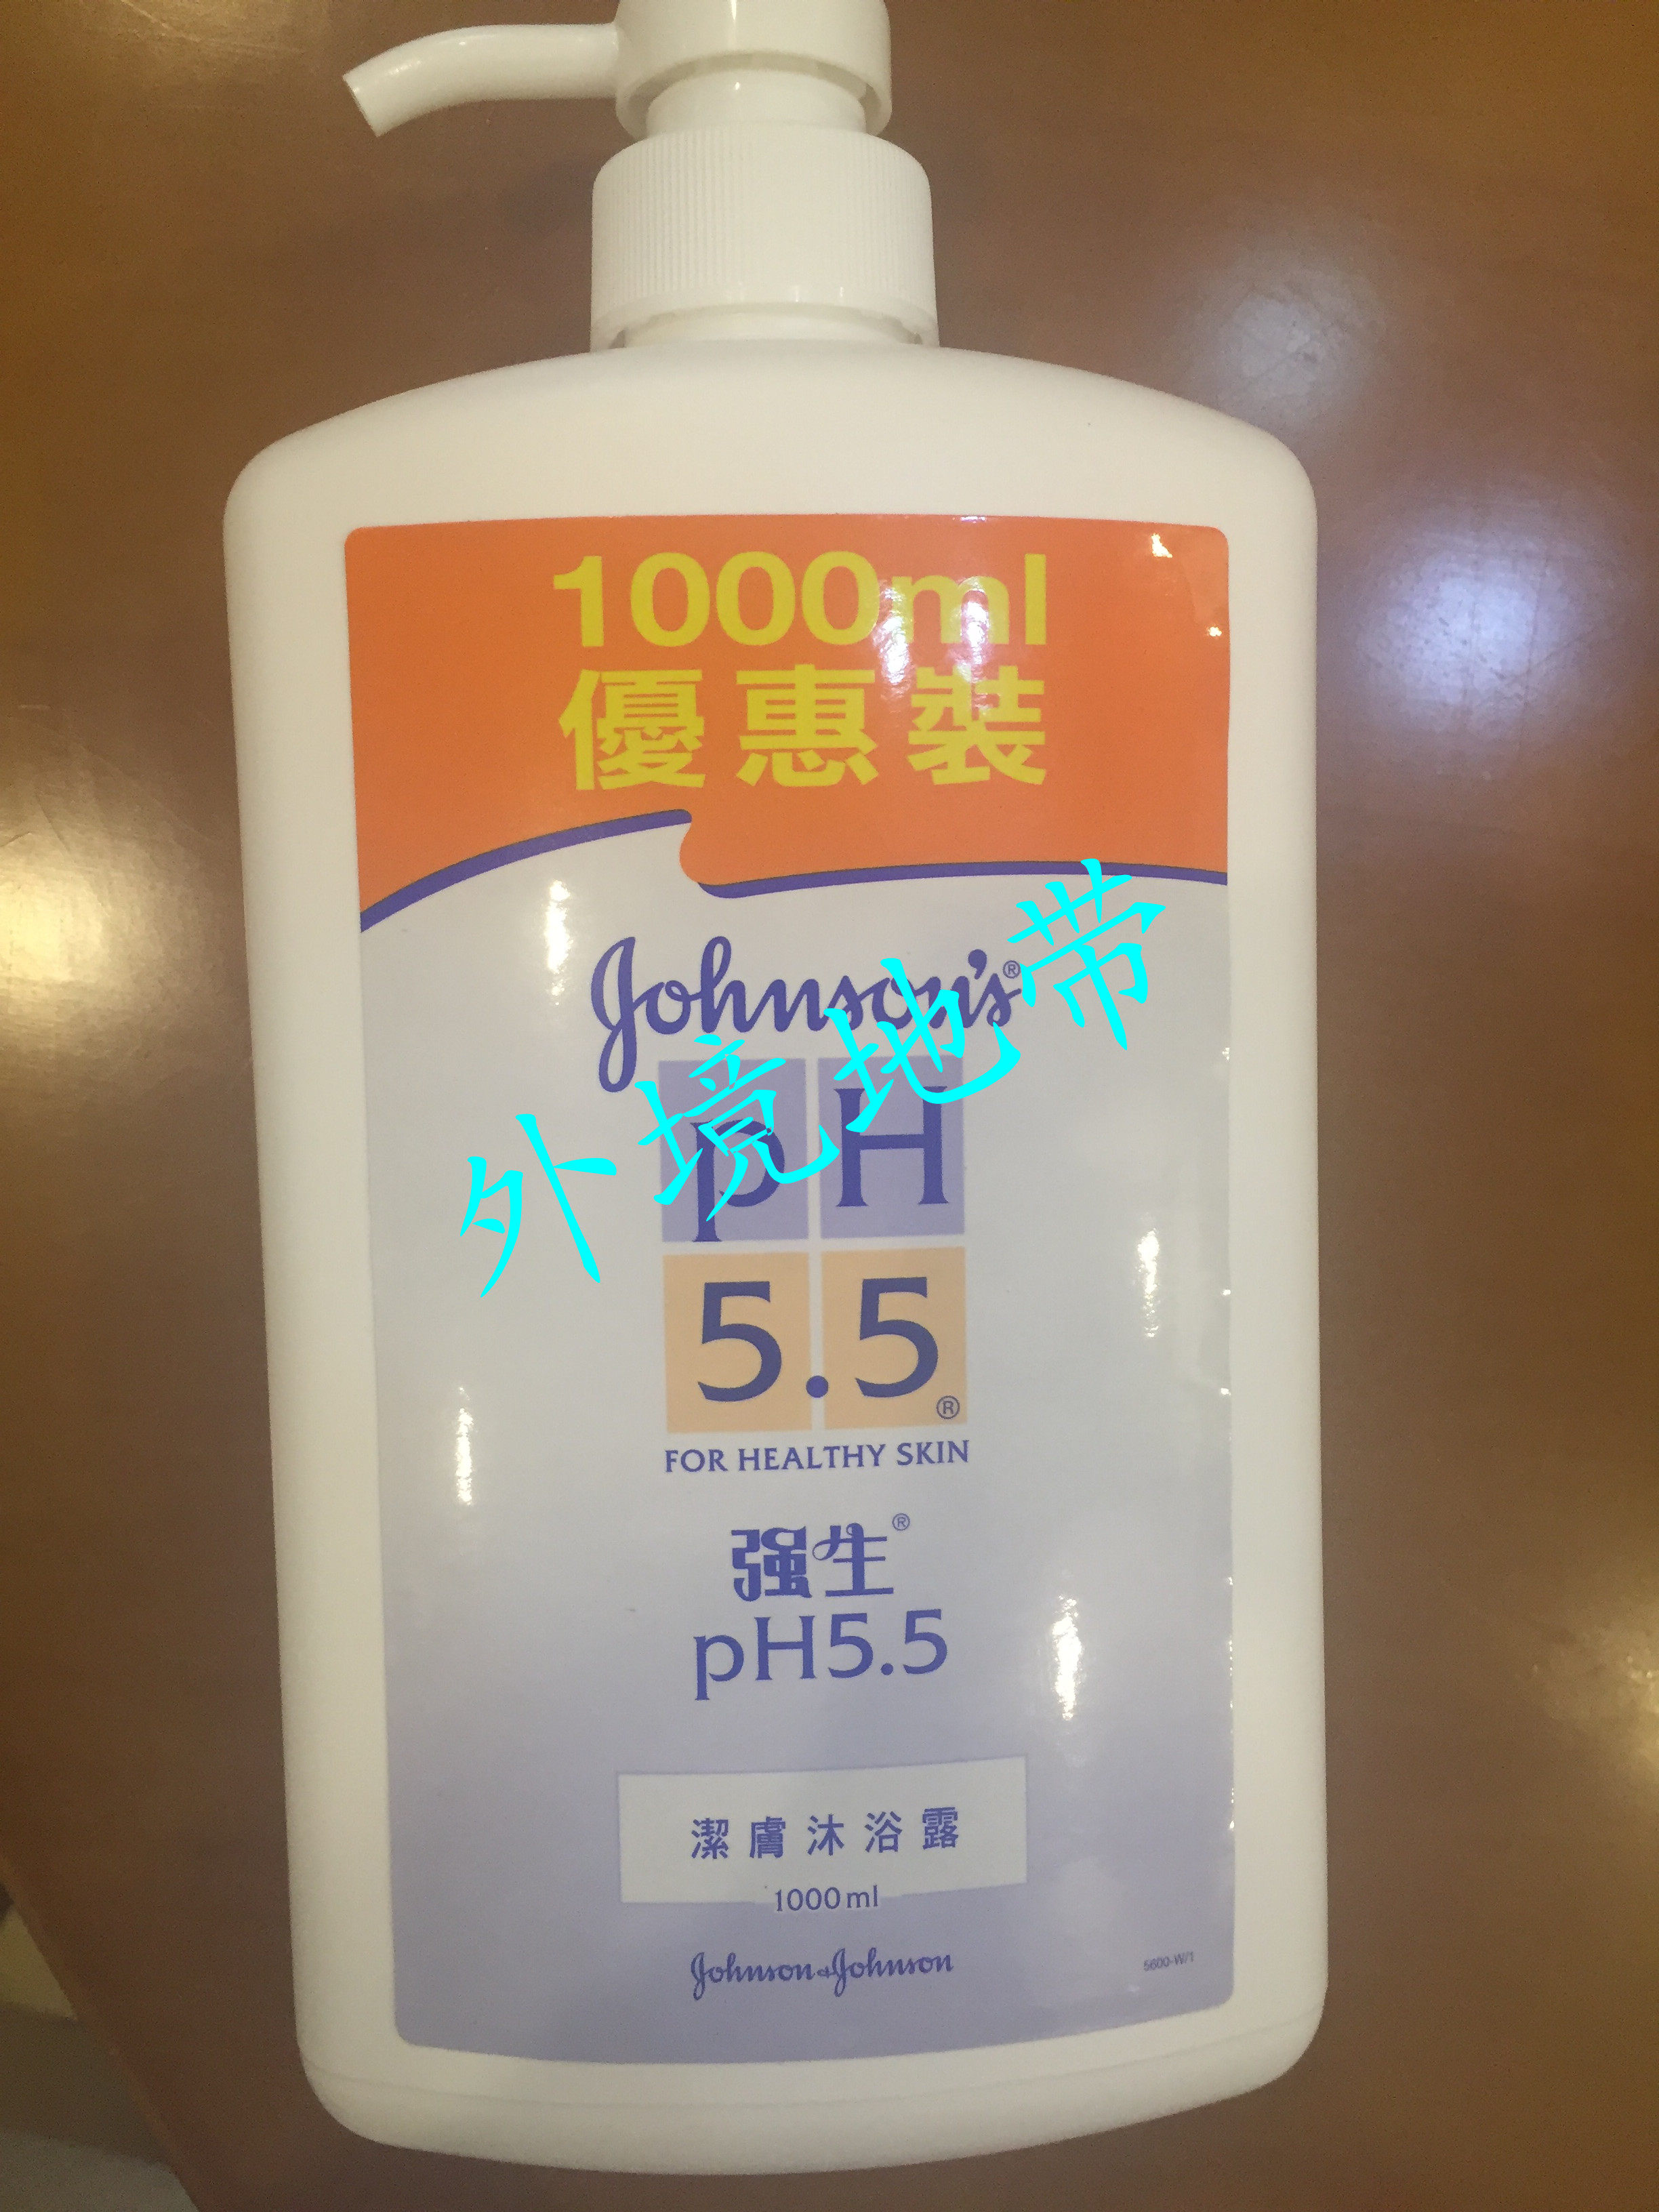 1000ml
優惠裝
Johnson's®
外境地带
pH
5.5®
FOR HEALTHY SKIN
强生®
pH5.5
潔膚沐浴露
1000ml
Johnson & Johnson
5600-W/1